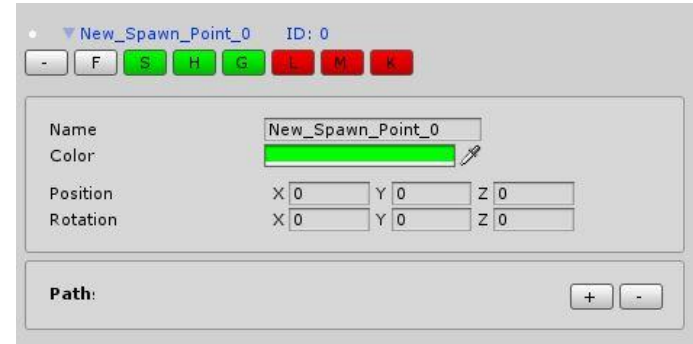 New_Spawn_Point_0 ID: 0
- F S H G L M K
Name New_Spawn_Point_0
Color
Position X 0 Y 0 Z 0
Rotation X 0 Y 0 Z 0
Path: + -